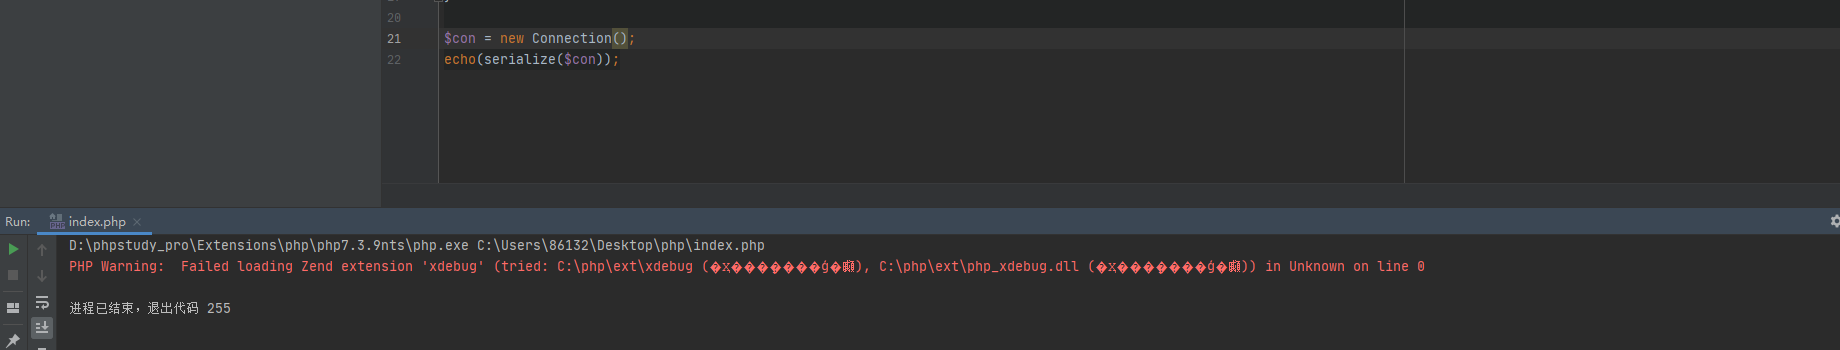 20
21 $con = new Connection();
22 echo(serialize($con));
Run: index.php
D:\phpstudy_pro\Extensions\php\php7.3.9nts\php.exe C:\Users\86132\Desktop\php\index.php
PHP Warning:  Failed loading Zend extension 'xdebug' (tried: C:\php\ext\xdebug (), C:\php\ext\php_xdebug.dll ()) in Unknown on line 0
进程已结束，退出代码 255